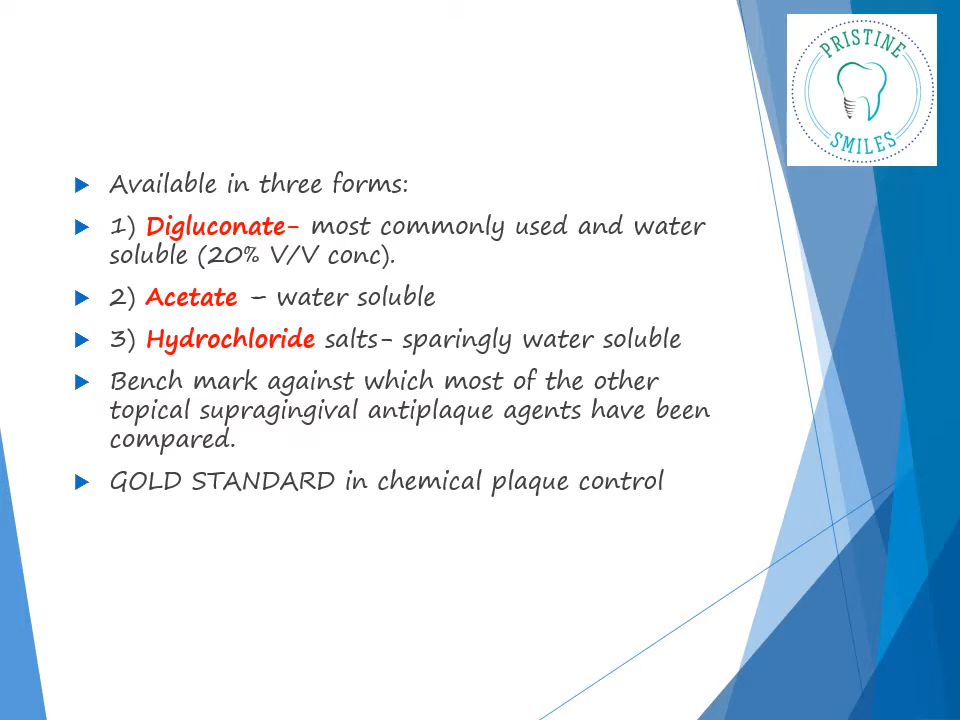 PRISTINE
SMILES
Available in three forms:
1) Digluconate- most commonly used and water
soluble (20% V/V conc).
2) Acetate – water soluble
3) Hydrochloride salts- sparingly water soluble
Bench mark against which most of the other
topical supragingival antiplaque agents have been
compared.
GOLD STANDARD in chemical plaque control